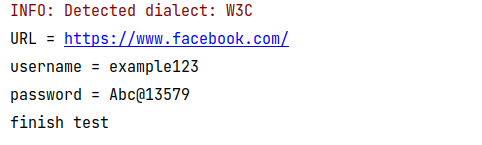 INFO: Detected dialect: W3C
URL = https://www.facebook.com/
username = example123
password = Abc@13579
finish test